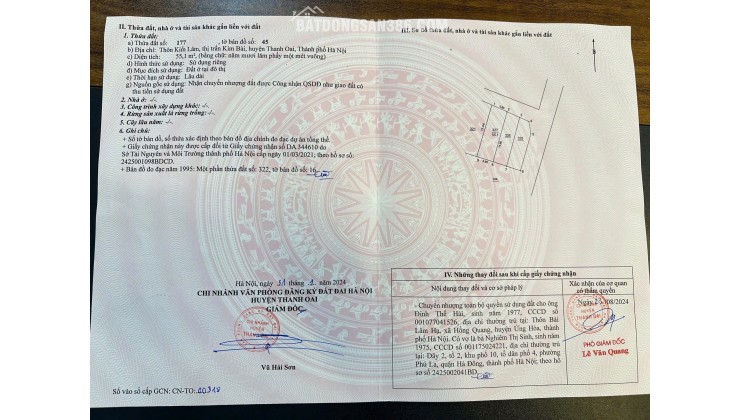 BATDONGSAN365.COM
II. Thửa đất, nhà ở và tài sản khác gắn liền với đất
1. Thửa đất:
a) Thửa đất số: 177 , tờ bản đồ số: 45
b) Địa chỉ: Thôn Kim Lâm, thị trấn Kim Bài, huyện Thanh Oai, Thành phố Hà Nội
c) Diện tích: 55,1 m², (bằng chữ: năm mươi lăm phẩy một mét vuông)
d) Hình thức sử dụng: Sử dụng riêng
đ) Mục đích sử dụng: Đất ở tại đô thị
e) Thời hạn sử dụng: Lâu dài
g) Nguồn gốc sử dụng: Nhận chuyển nhượng đất được Công nhận QSDĐ như giao đất có
thu tiền sử dụng đất
2. Nhà ở: -/-
3. Công trình xây dựng khác: -/-
4. Rừng sản xuất là rừng trồng: -/-
5. Cây lâu năm: -/-
6. Ghi chú:
+ Số tờ bản đồ, số thửa xác định theo bản đồ địa chính đo đạc dự án tổng thể.
+ Giấy chứng nhận này được cấp đổi từ Giấy chứng nhận số DA 344610 do
Sở Tài Nguyên và Môi Trường thành phố Hà Nội cấp ngày 01/03/2021; theo hồ sơ số:
2425001098BDCD.
+ Bản đồ đo đạc năm 1995: Một phần thửa đất số: 322, tờ bản đồ số: 16
Hà Nội, ngày 31 tháng năm 2024
CHI NHÁNH VĂN PHÒNG ĐĂNG KÝ ĐẤT ĐAI HÀ NỘI
HUYỆN THANH OAI
GIÁM ĐỐC
Vũ Hải Sơn
Số vào sổ cấp GCN: CN-TO:
III. Sơ đồ thửa đất, nhà ở và tài sản khác gắn liền với đất
IV. Những thay đổi sau khi cấp giấy chứng nhận
Nội dung thay đổi và cơ sở pháp lý
Xác nhận của cơ quan
có thẩm quyền
Chuyển nhượng toàn bộ quyền sử dụng đất cho ông
Đinh Thế Hải, sinh năm 1977, CCCD số
001077041526, địa chỉ thường trú tại: Thôn Bài
Lâm Hạ, xã Hồng Quang, huyện Ứng Hòa, thành
phố Hà Nội. Có vợ là bà Nghiêm Thị Sinh, sinh năm
1975, CCCD số 001175024221, địa chỉ thường trú
tại: Dãy 2, tổ 2, khu phố 10, tổ dân phố 4, phường
Phú La, quận Hà Đông, thành phố Hà Nội; theo hồ
sơ số 2425002041BD
/08/2024
PHÓ GIÁM ĐỐC
Lê Văn Quang